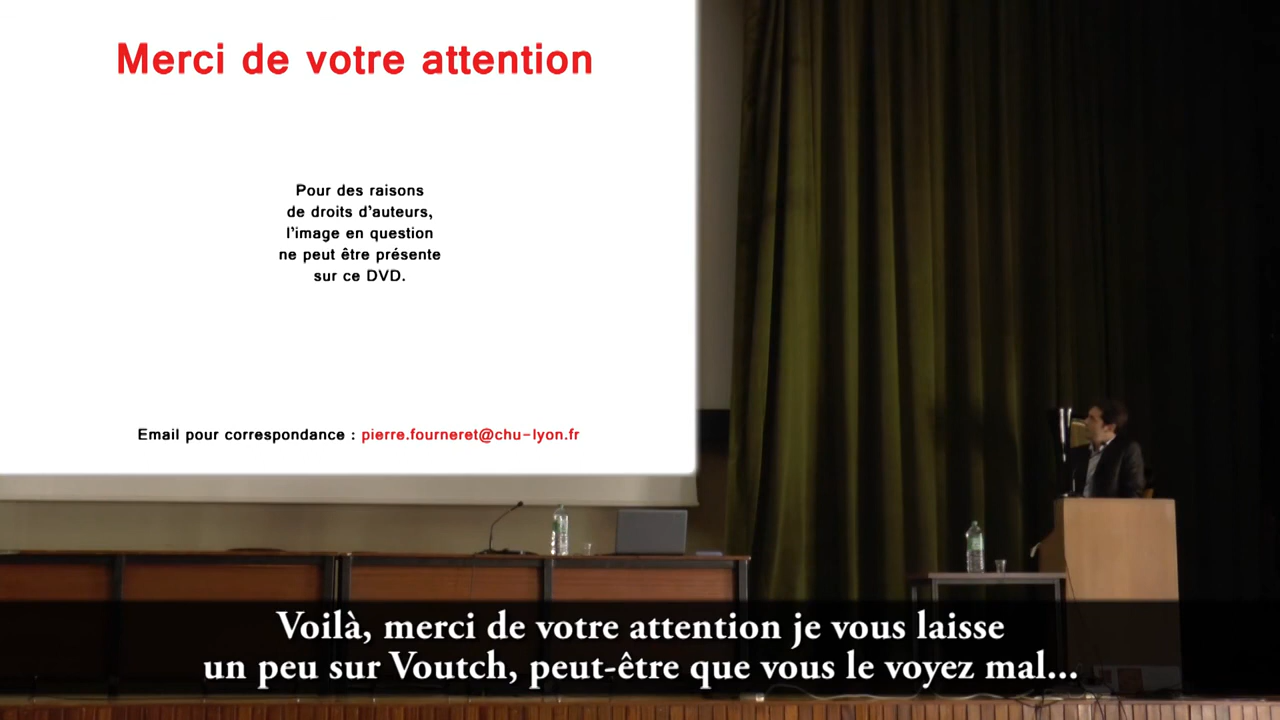 Merci de votre attention
Pour des raisons
de droits d’auteurs,
l’image en question
ne peut être présente
sur ce DVD.
Email pour correspondance : pierre.fourneret@chu-lyon.fr
Voilà, merci de votre attention je vous laisse
un peu sur Voutch, peut-être que vous le voyez mal...